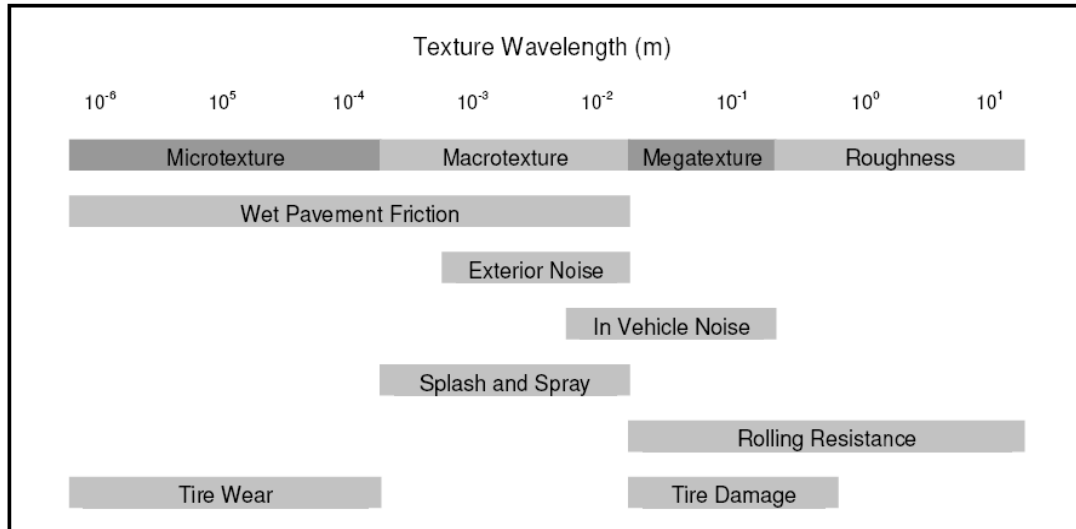 Texture Wavelength (m)
10⁻⁶ 10⁵ 10⁻⁴ 10⁻³ 10⁻² 10⁻¹ 10⁰ 10¹
Microtexture Macrotexture Megatexture Roughness
Wet Pavement Friction
Exterior Noise
In Vehicle Noise
Splash and Spray
Rolling Resistance
Tire Wear Tire Damage